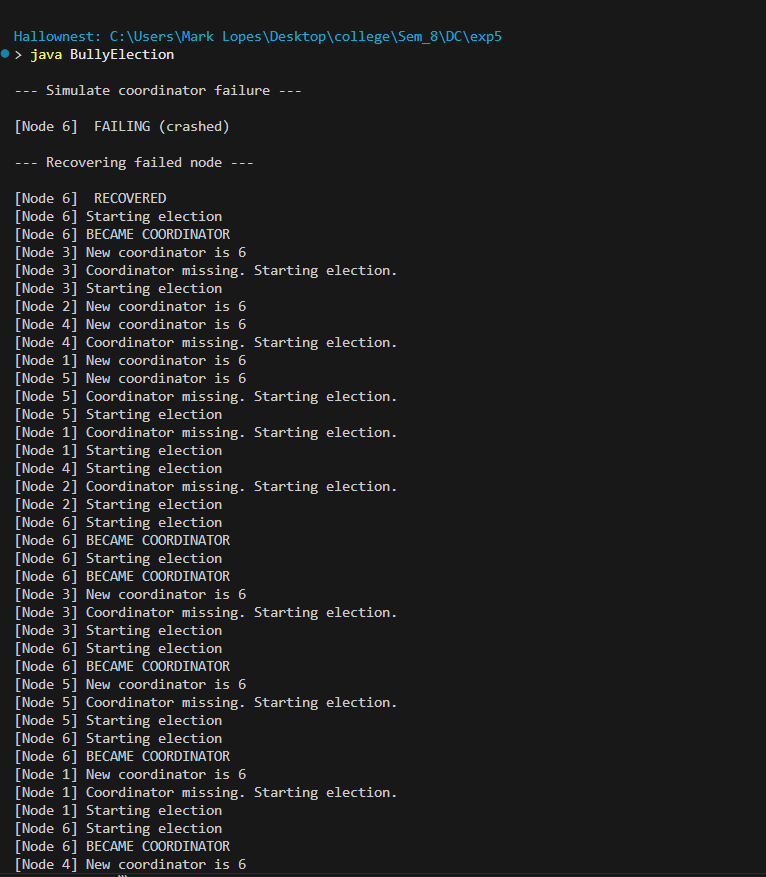 Hallownest: C:\Users\Mark Lopes\Desktop\college\Sem_8\DC\exp5
> java BullyElection
--- Simulate coordinator failure ---
[Node 6]  FAILING (crashed)
--- Recovering failed node ---
[Node 6]  RECOVERED
[Node 6] Starting election
[Node 6] BECAME COORDINATOR
[Node 3] New coordinator is 6
[Node 3] Coordinator missing. Starting election.
[Node 3] Starting election
[Node 2] New coordinator is 6
[Node 4] New coordinator is 6
[Node 4] Coordinator missing. Starting election.
[Node 1] New coordinator is 6
[Node 5] New coordinator is 6
[Node 5] Coordinator missing. Starting election.
[Node 5] Starting election
[Node 1] Coordinator missing. Starting election.
[Node 1] Starting election
[Node 4] Starting election
[Node 2] Coordinator missing. Starting election.
[Node 2] Starting election
[Node 6] Starting election
[Node 6] BECAME COORDINATOR
[Node 6] Starting election
[Node 6] BECAME COORDINATOR
[Node 3] New coordinator is 6
[Node 3] Coordinator missing. Starting election.
[Node 3] Starting election
[Node 6] Starting election
[Node 6] BECAME COORDINATOR
[Node 5] New coordinator is 6
[Node 5] Coordinator missing. Starting election.
[Node 5] Starting election
[Node 6] Starting election
[Node 6] BECAME COORDINATOR
[Node 1] New coordinator is 6
[Node 1] Coordinator missing. Starting election.
[Node 1] Starting election
[Node 6] Starting election
[Node 6] BECAME COORDINATOR
[Node 4] New coordinator is 6